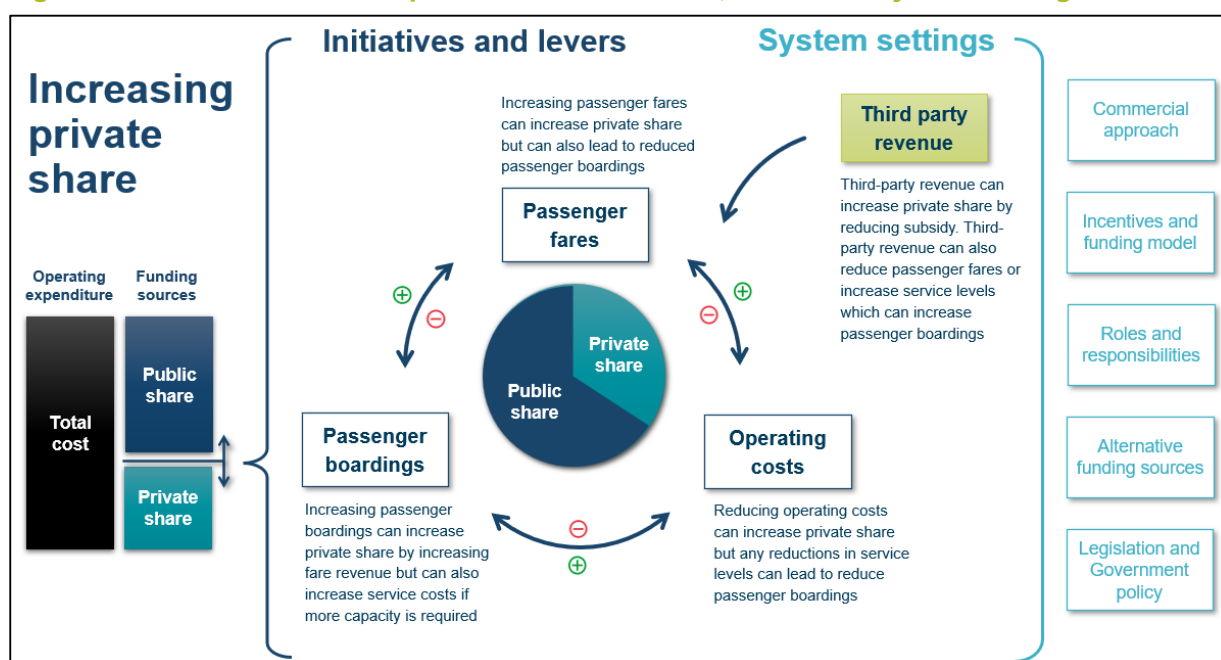 Increasing
private
share
Operating
expenditure
Funding
sources
Total
cost
Public
share
Private
share
Initiatives and levers
Increasing passenger fares
can increase private share
but can also lead to reduced
passenger boardings
Passenger
fares
Public
share
Private
share
Passenger
boardings
Increasing passenger
boardings can increase
private share by increasing
fare revenue but can also
increase service costs if
more capacity is required
Operating
costs
Reducing operating costs
can increase private share
but any reductions in service
levels can lead to reduce
passenger boardings
System settings
Third party
revenue
Third-party revenue can
increase private share by
reducing subsidy. Third-
party revenue can also
reduce passenger fares or
increase service levels
which can increase
passenger boardings
Commercial
approach
Incentives and
funding model
Roles and
responsibilities
Alternative
funding sources
Legislation and
Government
policy